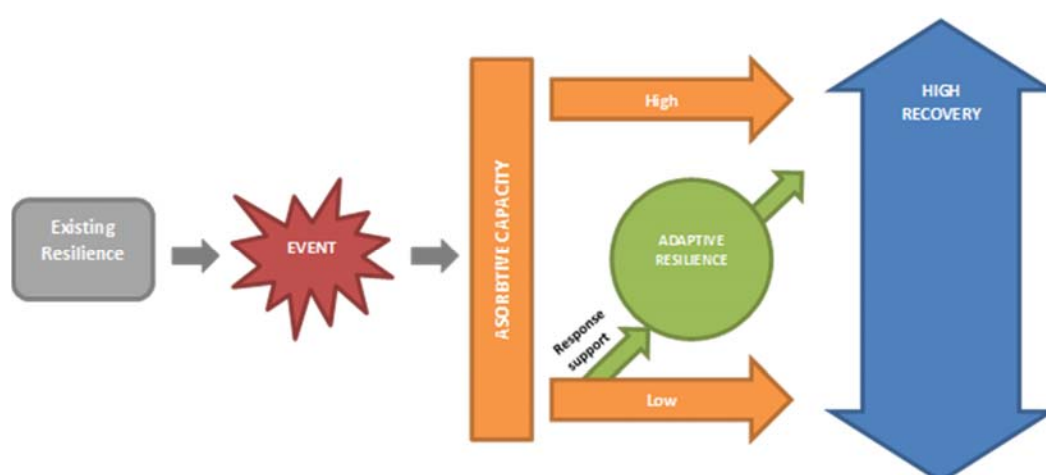 Existing
Resilience
EVENT
ASORBTIVE CAPACITY
High
ADAPTIVE
RESILIENCE
Response
support
Low
HIGH
RECOVERY